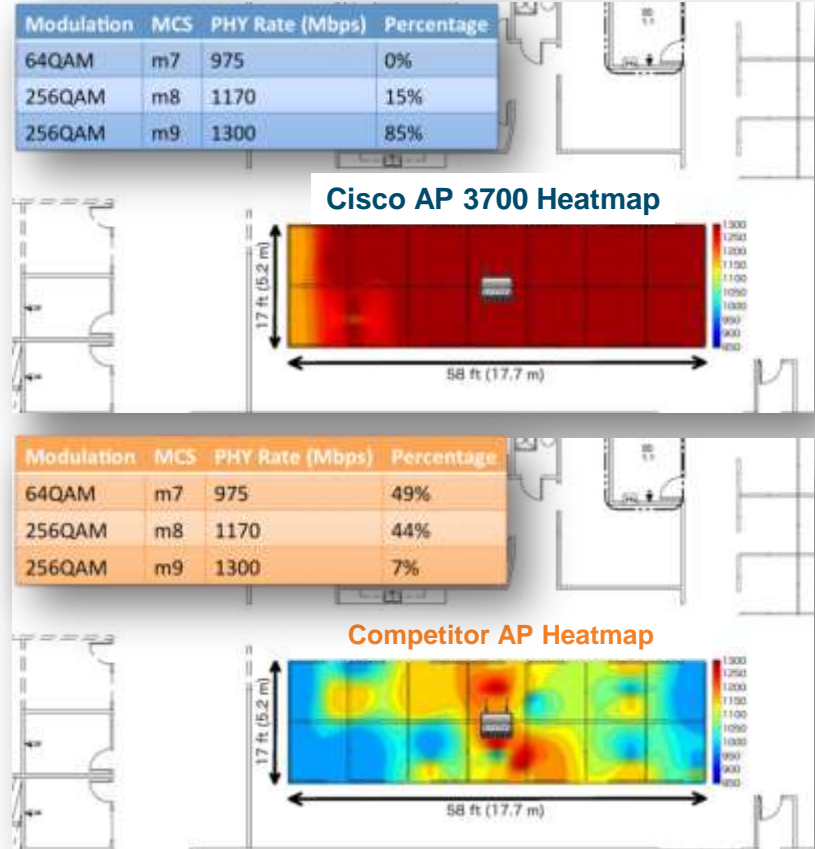 Modulation MCS PHY Rate (Mbps) Percentage
64QAM m7 975 0%
256QAM m8 1170 15%
256QAM m9 1300 85%
Cisco AP 3700 Heatmap
17 ft (5.2 m)
1300
1250
1200
1150
1100
1050
1000
950
900
850
58 ft (17.7 m)
Modulation MCS PHY Rate (Mbps) Percentage
64QAM m7 975 49%
256QAM m8 1170 44%
256QAM m9 1300 7%
Competitor AP Heatmap
17 ft (5.2 m)
1300
1250
1200
1150
1100
1050
1000
950
900
850
58 ft (17.7 m)